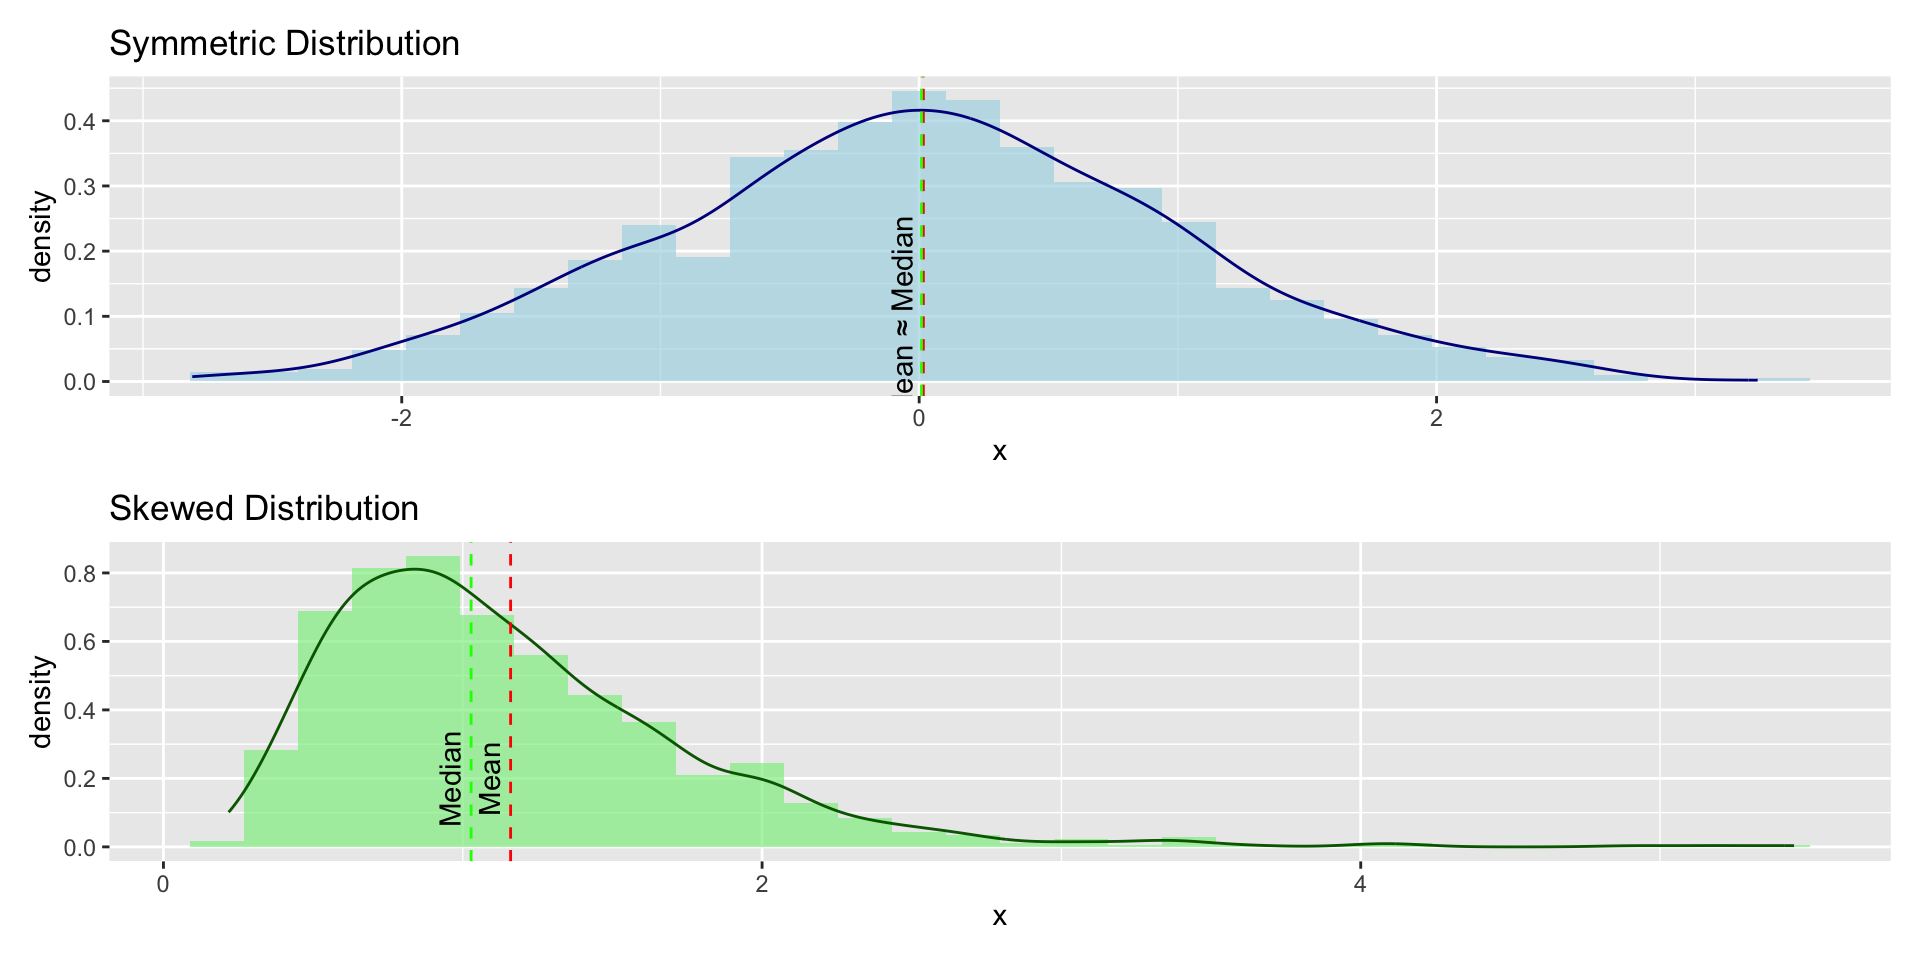 Symmetric Distribution
density
0.4
0.3
0.2
0.1
0.0
ean ≈ Median
-2
0
2
x
Skewed Distribution
density
0.8
0.6
0.4
0.2
0.0
Median
Mean
0
2
4
x